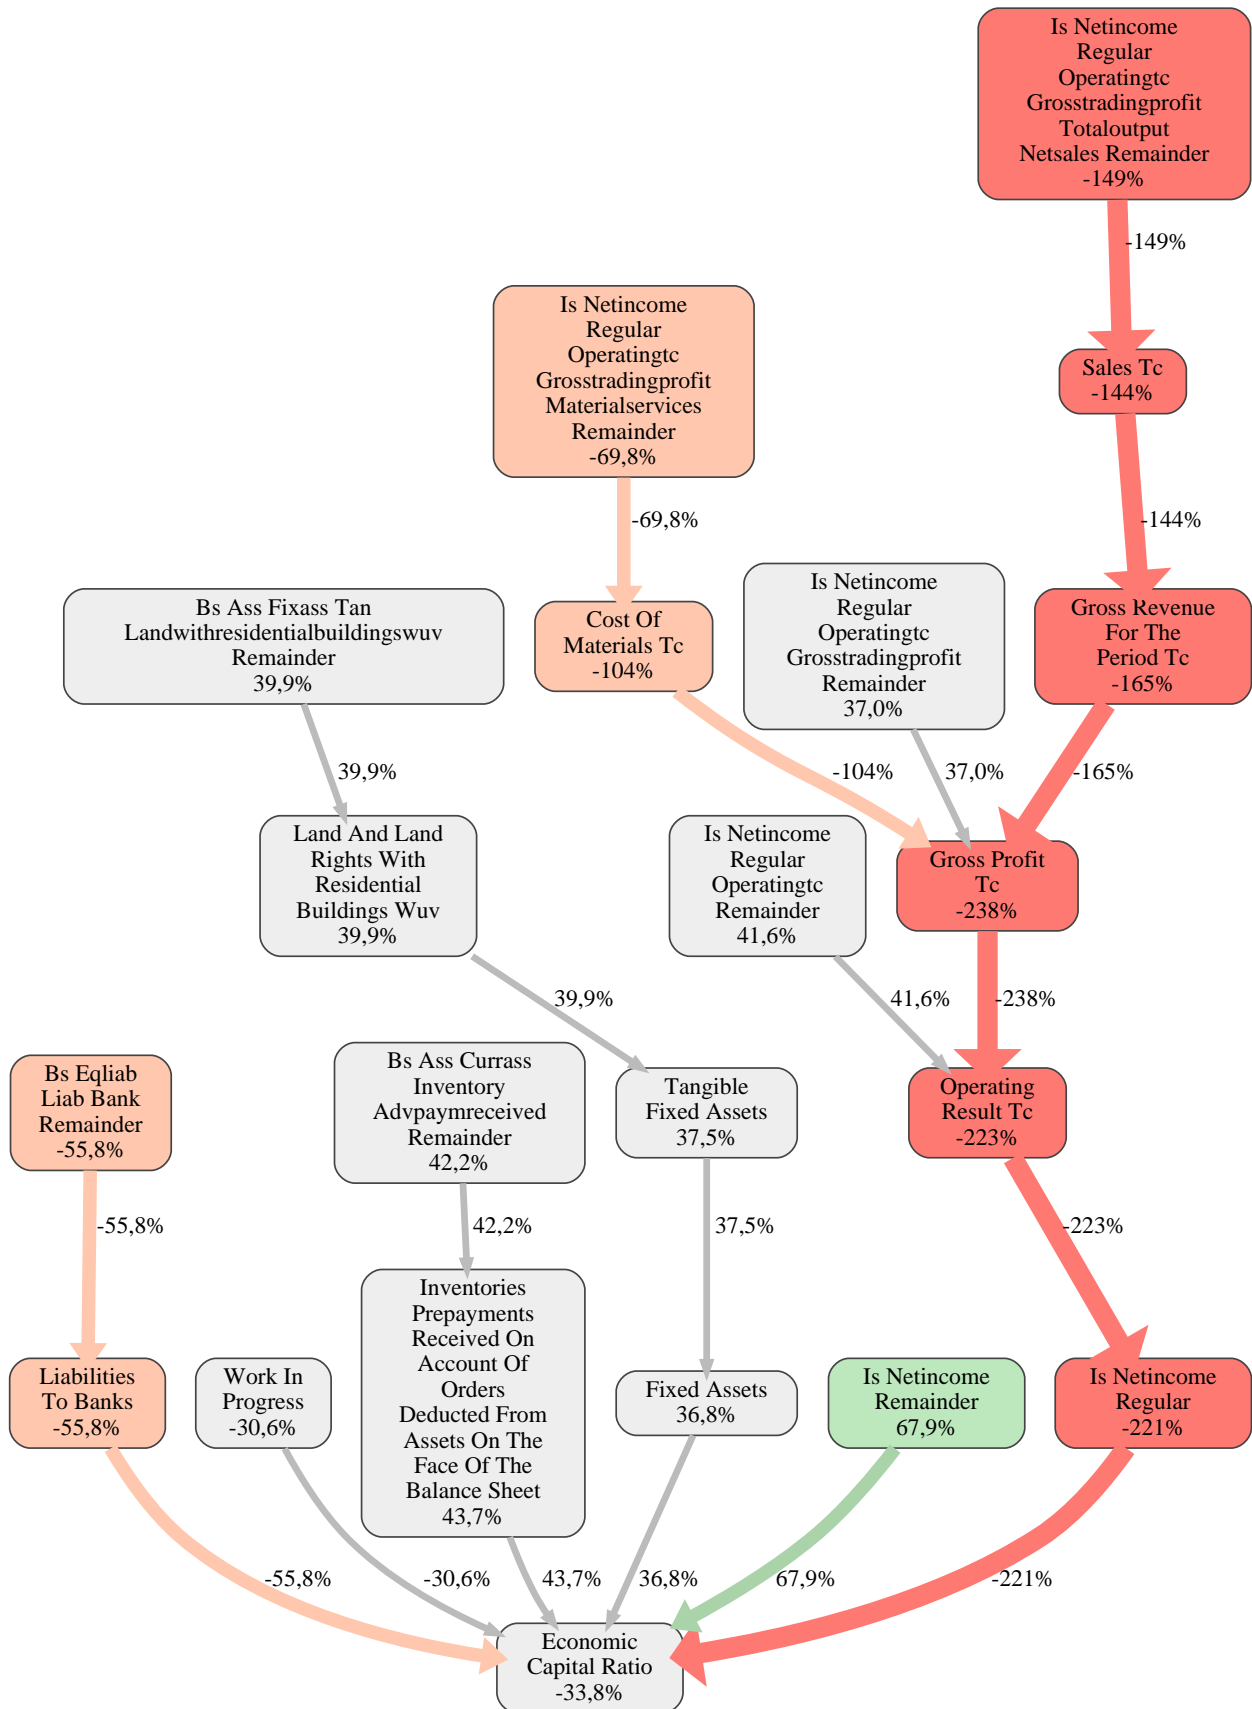 Is Netincome
Regular
Operatingtc
Grosstradingprofit
Totaloutput
Netsales Remainder
-149%
-149%
Is Netincome
Regular
Operatingtc
Grosstradingprofit
Materialservices
Remainder
-69,8%
Sales Tc
-144%
-69,8%
-144%
Bs Ass Fixass Tan
Landwithresidentialbuildingswuv
Remainder
39,9%
Cost Of
Materials Tc
-104%
Is Netincome
Regular
Operatingtc
Grosstradingprofit
Remainder
37,0%
Gross Revenue
For The
Period Tc
-165%
39,9%
-104%
37,0%
-165%
Land And Land
Rights With
Residential
Buildings Wuv
39,9%
Is Netincome
Regular
Operatingtc
Remainder
41,6%
Gross Profit
Tc
-238%
39,9%
41,6%
-238%
Bs Eqliab
Liab Bank
Remainder
-55,8%
Bs Ass Currass
Inventory
Advpaymreceived
Remainder
42,2%
Tangible
Fixed Assets
37,5%
Operating
Result Tc
-223%
-55,8%
42,2%
37,5%
-223%
Liabilities
To Banks
-55,8%
Work In
Progress
-30,6%
Inventories
Prepayments
Received On
Account Of
Orders
Deducted From
Assets On The
Face Of The
Balance Sheet
43,7%
Fixed Assets
36,8%
Is Netincome
Remainder
67,9%
Is Netincome
Regular
-221%
-55,8%
-30,6%
43,7%
36,8%
67,9%
-221%
Economic
Capital Ratio
-33,8%